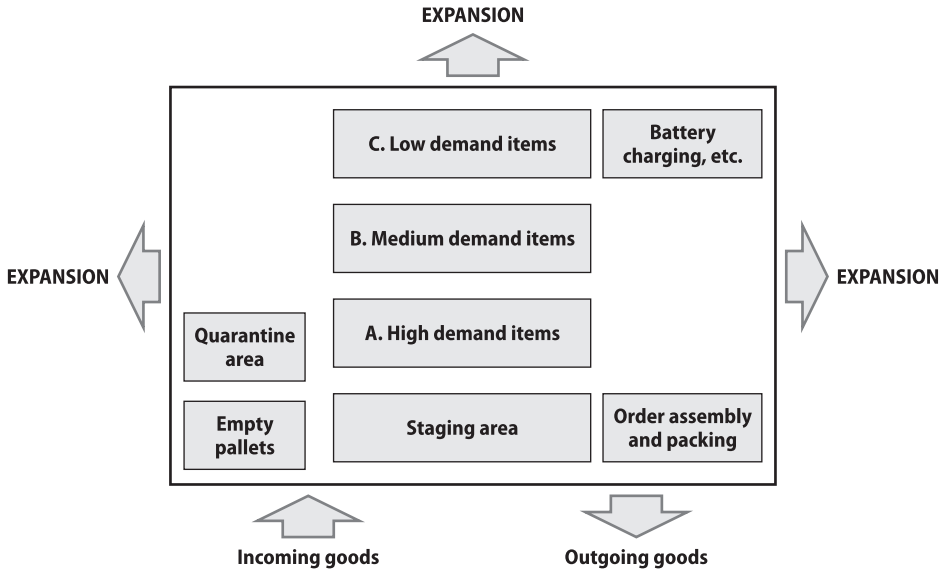 EXPANSION
C. Low demand items
Battery
charging, etc.
B. Medium demand items
EXPANSION
EXPANSION
Quarantine
area
A. High demand items
Empty
pallets
Staging area
Order assembly
and packing
Incoming goods
Outgoing goods